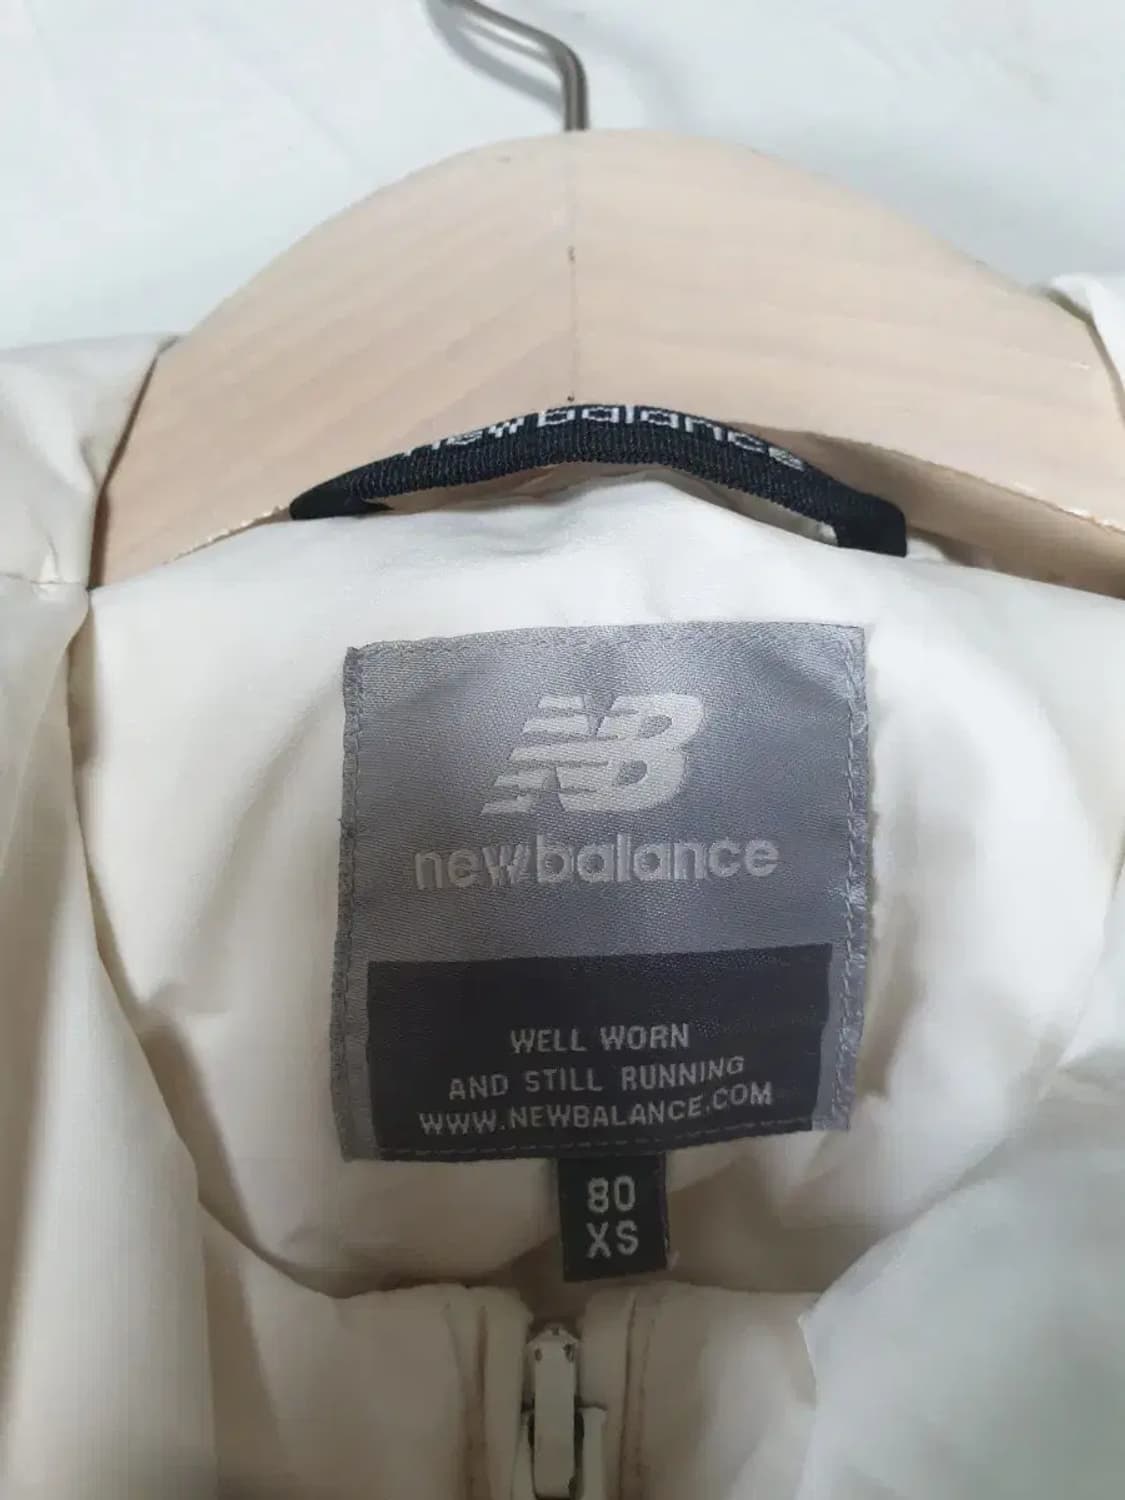 new balance
NB
new balance
WELL WORN
AND STILL RUNNING
WWW.NEWBALANCE.COM
80
XS